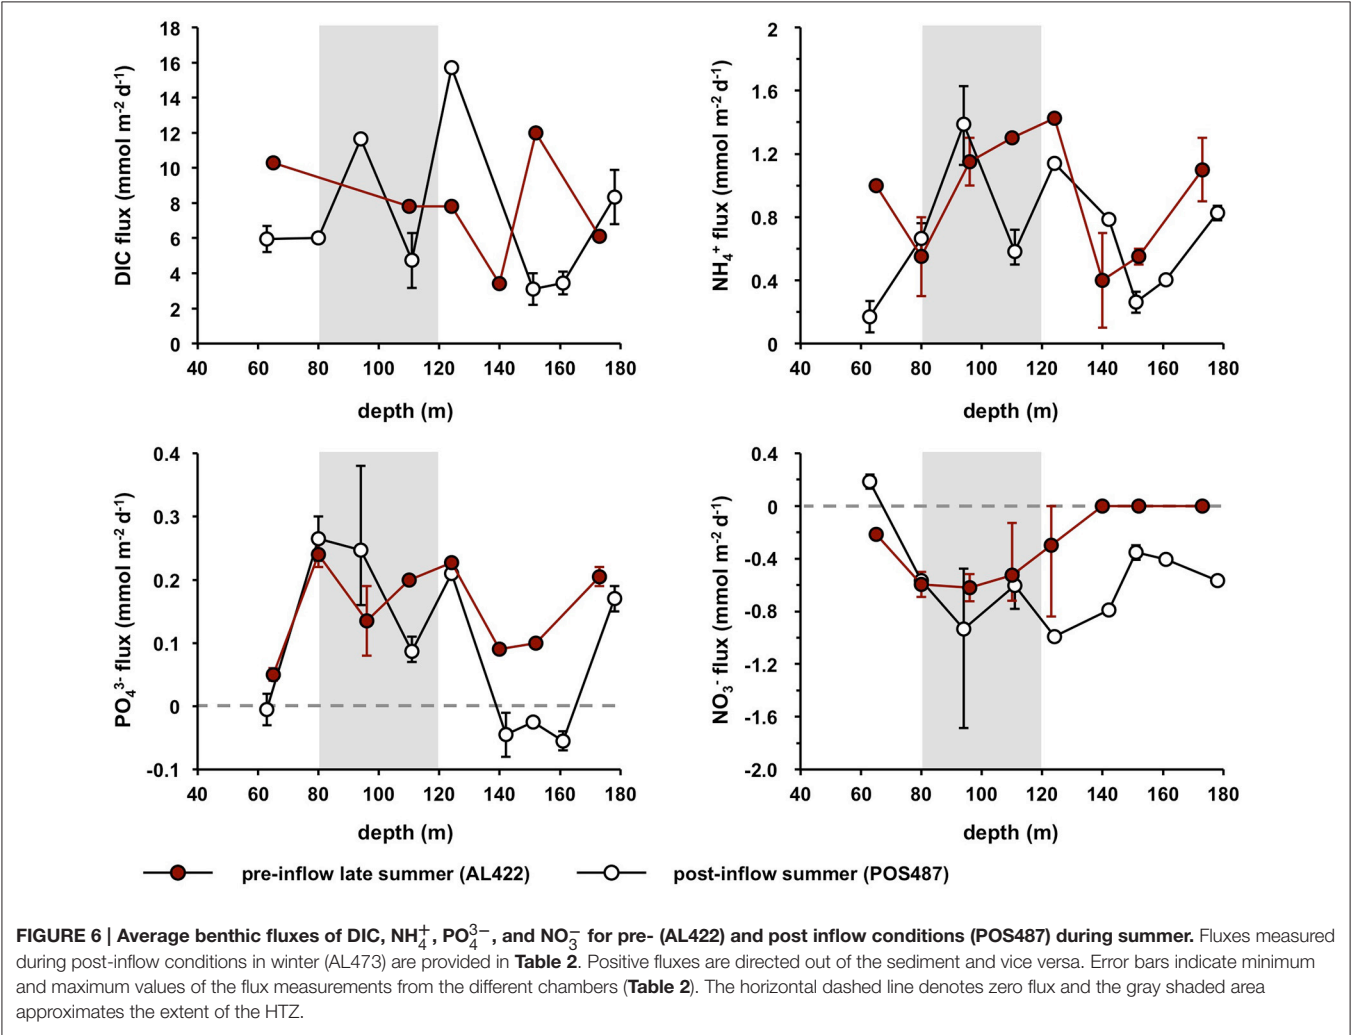 18
16
14
12
10
8
6
4
2
0
DIC flux (mmol m-2 d-1)
40 60 80 100 120 140 160 180
depth (m)
2
1.6
1.2
0.8
0.4
0
NH4+ flux (mmol m-2 d-1)
40 60 80 100 120 140 160 180
depth (m)
0.4
0.3
0.2
0.1
0
-0.1
PO43- flux (mmol m-2 d-1)
40 60 80 100 120 140 160 180
depth (m)
0.4
0
-0.4
-0.8
-1.2
-1.6
-2.0
NO3- flux (mmol m-2 d-1)
40 60 80 100 120 140 160 180
depth (m)
pre-inflow late summer (AL422) post-inflow summer (POS487)
FIGURE 6 | Average benthic fluxes of DIC, NH4+, PO43−, and NO3− for pre- (AL422) and post inflow conditions (POS487) during summer. Fluxes measured
during post-inflow conditions in winter (AL473) are provided in Table 2. Positive fluxes are directed out of the sediment and vice versa. Error bars indicate minimum
and maximum values of the flux measurements from the different chambers (Table 2). The horizontal dashed line denotes zero flux and the gray shaded area
approximates the extent of the HTZ.